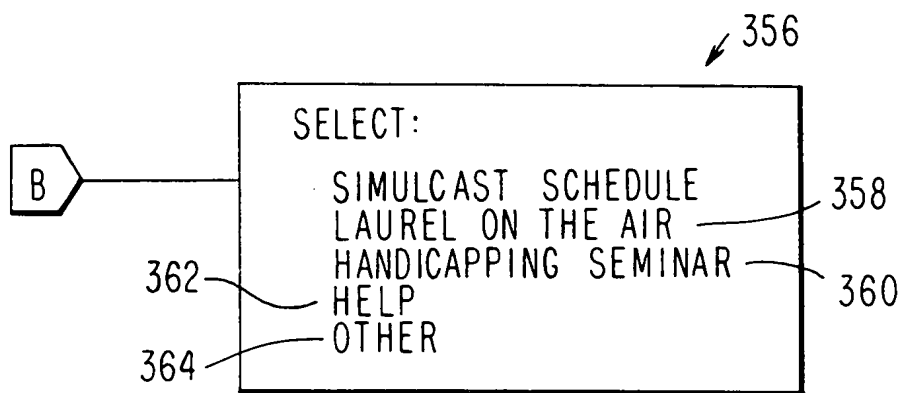 356
SELECT:
B
SIMULCAST SCHEDULE
LAUREL ON THE AIR 358
HANDICAPPING SEMINAR 360
362 HELP
364 OTHER